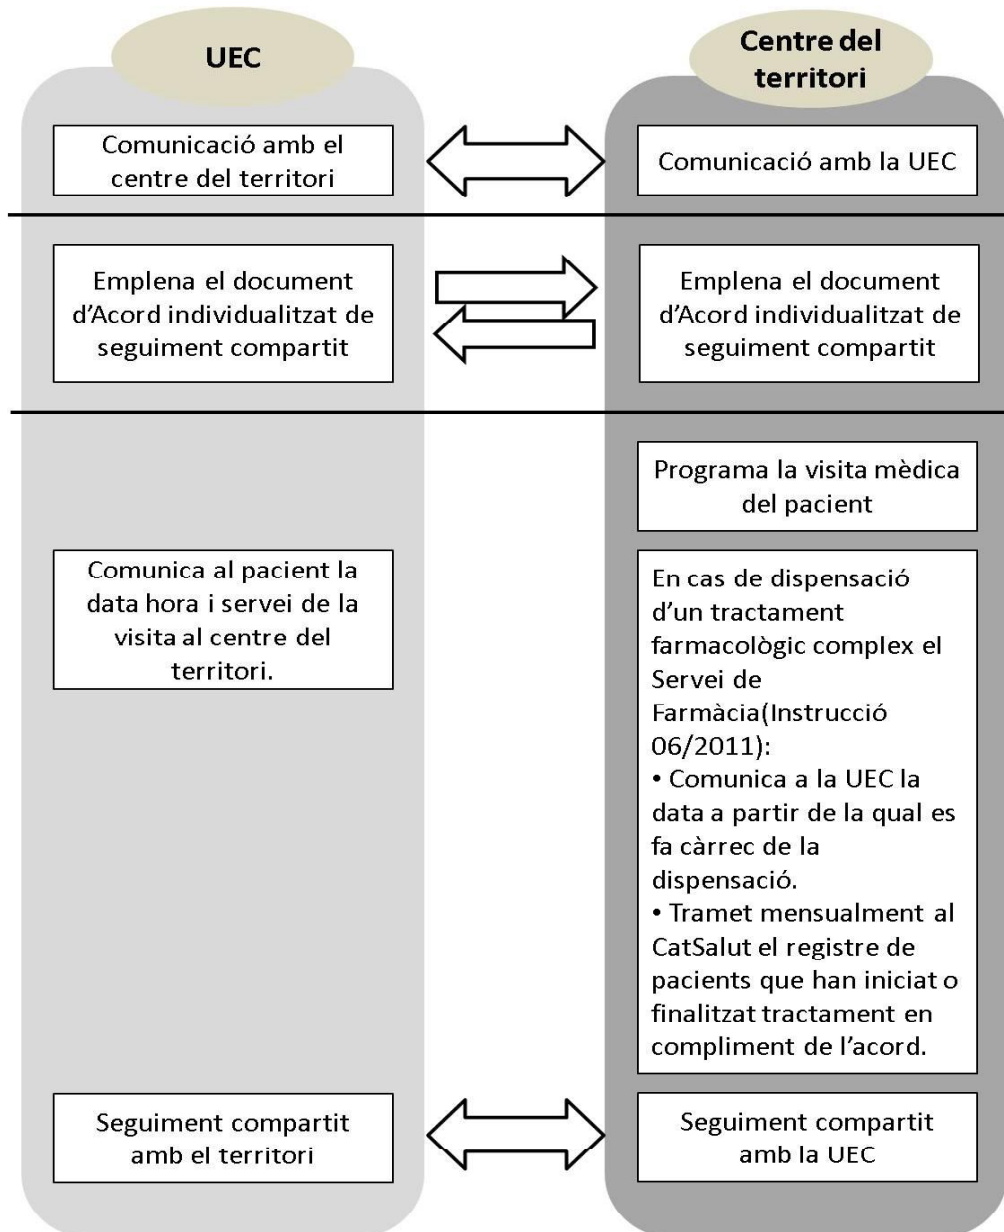 UEC
Centre del
territori
Comunicació amb el
centre del territori
Comunicació amb la UEC
Emplena el document
d’Acord individualitzat de
seguiment compartit
Emplena el document
d’Acord individualitzat de
seguiment compartit
Programa la visita mèdica
del pacient
Comunica al pacient la
data hora i servei de la
visita al centre del
territori.
En cas de dispensació
d’un tractament
farmacològic complex el
Servei de
Farmàcia(Instrucció
06/2011):
• Comunica a la UEC la
data a partir de la qual es
fa càrrec de la
dispensació.
• Tramet mensualment al
CatSalut el registre de
pacients que han iniciat o
finalitzat tractament en
compliment de l’acord.
Seguiment compartit
amb el territori
Seguiment compartit
amb la UEC